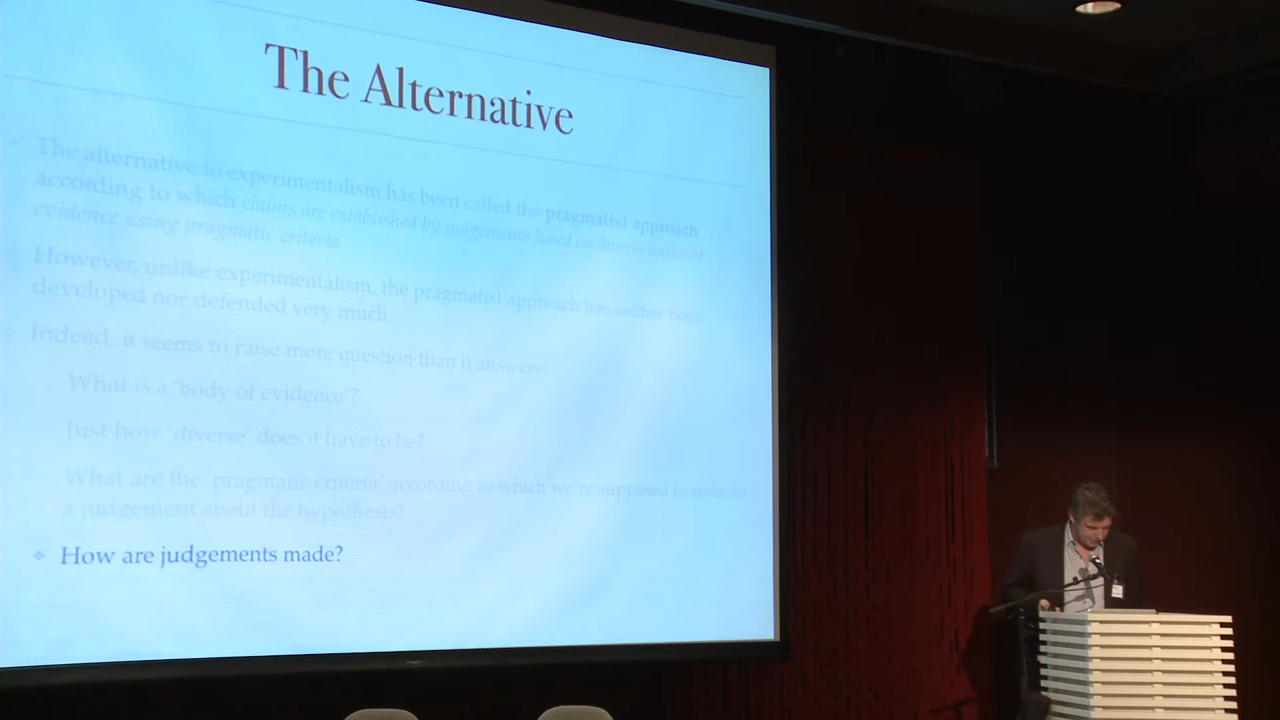 The Alternative
The alternative to experimentalism has been called the pragmatist approach
according to which claims are established by judgements based on diverse bodies of
evidence using pragmatic criteria
However, unlike experimentalism, the pragmatist approach has neither been
developed nor defended very much
Indeed, it seems to raise more question than it answers:
What is a 'body of evidence'?
Just how 'diverse' does it have to be?
What are the 'pragmatic criteria' according to which we're supposed to come to
a judgement about the hypothesis?
How are judgements made?